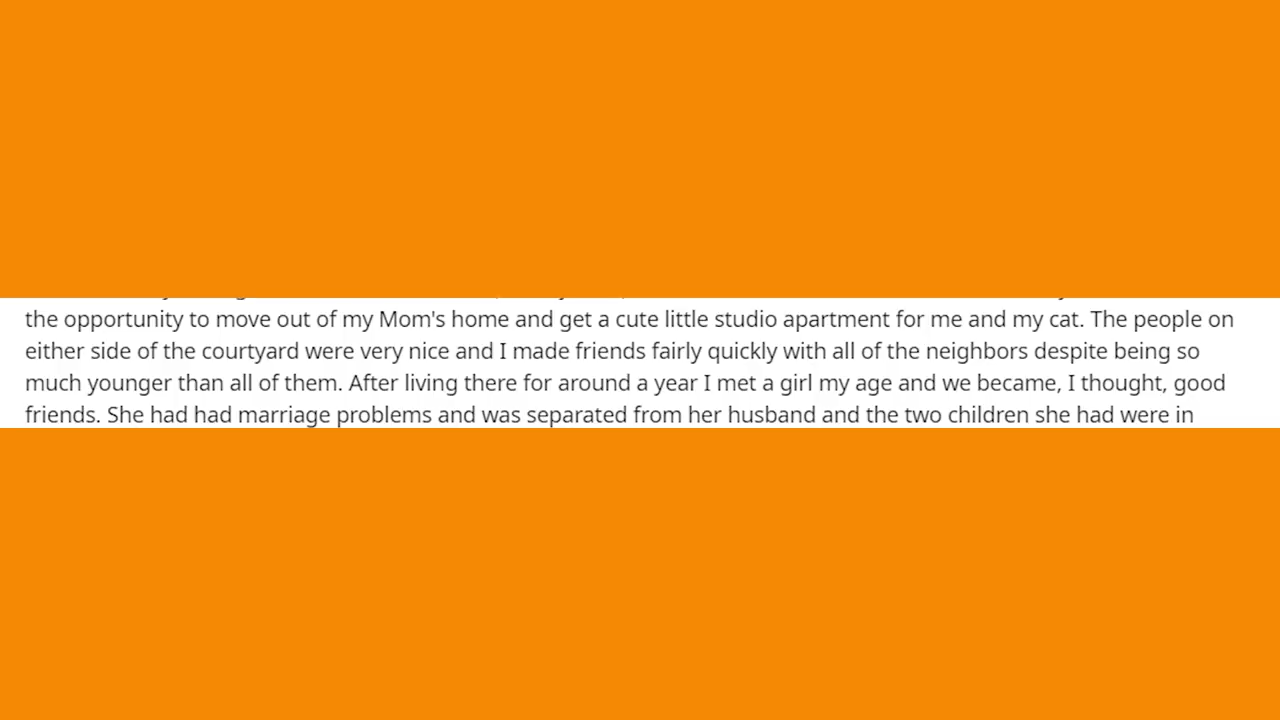 the opportunity to move out of my Mom's home and get a cute little studio apartment for me and my cat. The people on
either side of the courtyard were very nice and I made friends fairly quickly with all of the neighbors despite being so
much younger than all of them. After living there for around a year I met a girl my age and we became, I thought, good
friends. She had had marriage problems and was separated from her husband and the two children she had were in